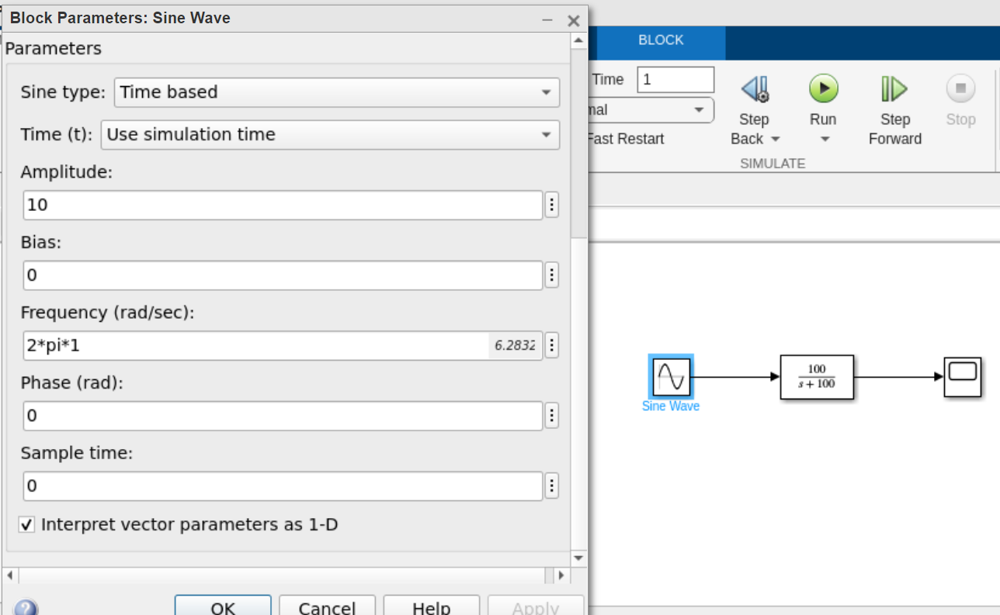 Block Parameters: Sine Wave
Parameters
Sine type: Time based
Time (t): Use simulation time
Amplitude:
10
Bias:
0
Frequency (rad/sec):
2*pi*1 6.2832
Phase (rad):
0
Sample time:
0
Interpret vector parameters as 1-D
OK Cancel Help Apply
BLOCK
Time 1
Fast Restart
Step Back
Run
Step Forward
Stop
SIMULATE
Sine Wave
100
s + 100